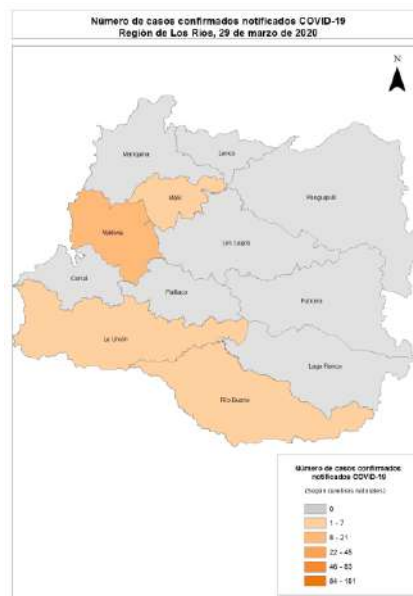 Número de casos confirmados notificados COVID-19
Región de Los Ríos, 29 de marzo de 2020
N
Mariquina
Lanco
Máfil
Panguipulli
Valdivia
Los Lagos
Corral
Paillaco
Futrono
La Unión
Lago Ranco
Río Bueno
Número de casos confirmados
notificados COVID-19
0
1 - 7
8 - 21
22 - 45
46 - 83
84 - 181